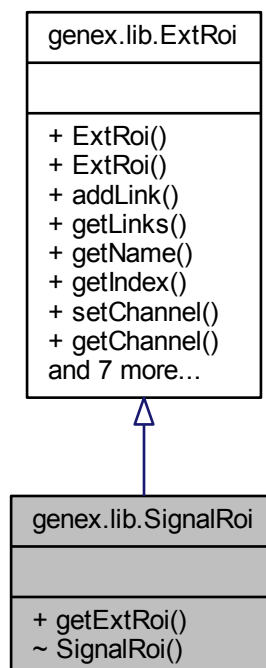 genex.lib.ExtRoi
+ ExtRoi()
+ ExtRoi()
+ addLink()
+ getLinks()
+ getName()
+ getIndex()
+ setChannel()
+ getChannel()
and 7 more...
genex.lib.SignalRoi
+ getExtRoi()
~ SignalRoi()